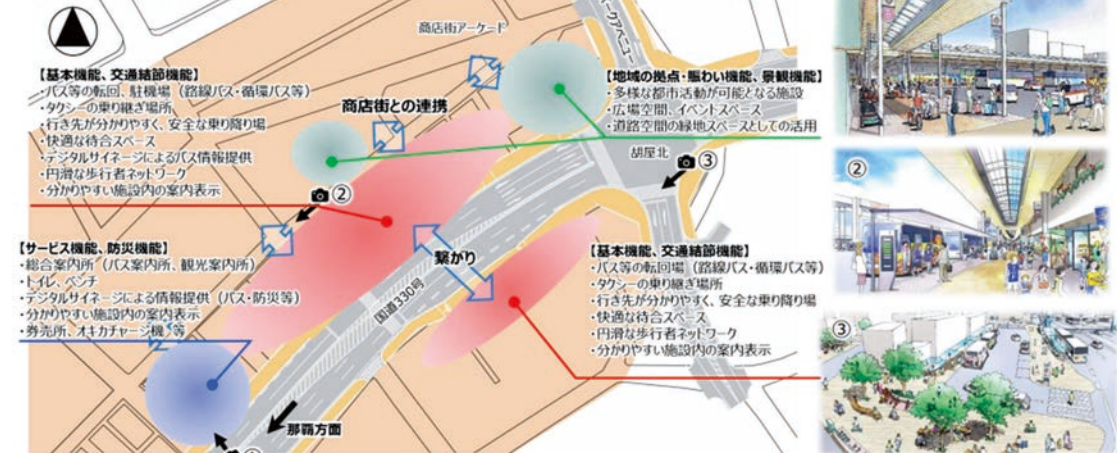 商店街アーケード
パークアベニュー
【基本機能、交通結節機能】
・バス等の転回、駐機場（路線バス・循環バス等）
・タクシーの乗り継ぎ場所
・行き先が分かりやすく、安全な乗り降り場
・快適な待合スペース
・デジタルサイネージによるバス情報提供
・円滑な歩行者ネットワーク
・分かりやすい施設内の案内表示
商店街との連携
【地域の拠点・賑わい機能、景観機能】
・多様な都市活動が可能となる施設
・広場空間、イベントスペース
・道路空間の緑地スペースとしての活用
胡屋北
③
②
【サービス機能、防災機能】
・総合案内所（バス案内所、観光案内所）
・トイレ、ベンチ
・デジタルサイネージによる情報提供（バス・防災等）
・分かりやすい施設内の案内表示
・券売所、オキカチャージ機、等
繋がり
国道330号
【基本機能、交通結節機能】
・バス等の転回場（路線バス・循環バス等）
・タクシーの乗り継ぎ場所
・行き先が分かりやすく、安全な乗り降り場
・快適な待合スペース
・円滑な歩行者ネットワーク
・分かりやすい施設内の案内表示
那覇方面
②
③